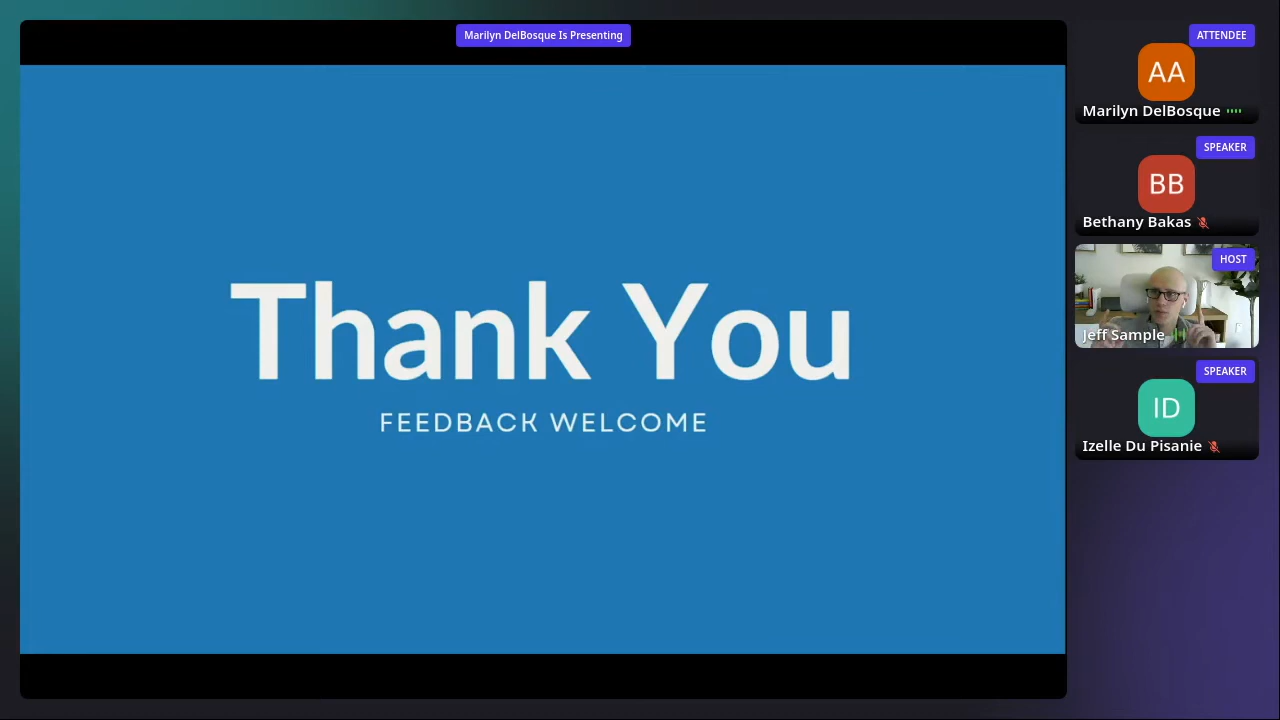 Marilyn DelBosque Is Presenting
Thank You
FEEDBACK WELCOME
ATTENDEE
AA
Marilyn DelBosque
SPEAKER
BB
Bethany Bakas
HOST
Jeff Sample
SPEAKER
ID
Izelle Du Pisanie